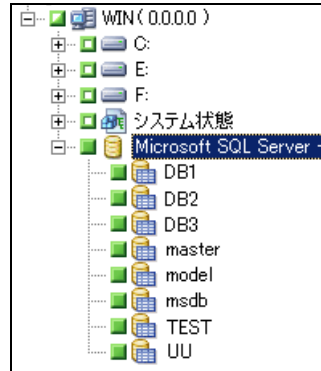 WIN( 0.0.0.0 )
C:
E:
F:
システム状態
Microsoft SQL Server -
DB1
DB2
DB3
master
model
msdb
TEST
UU